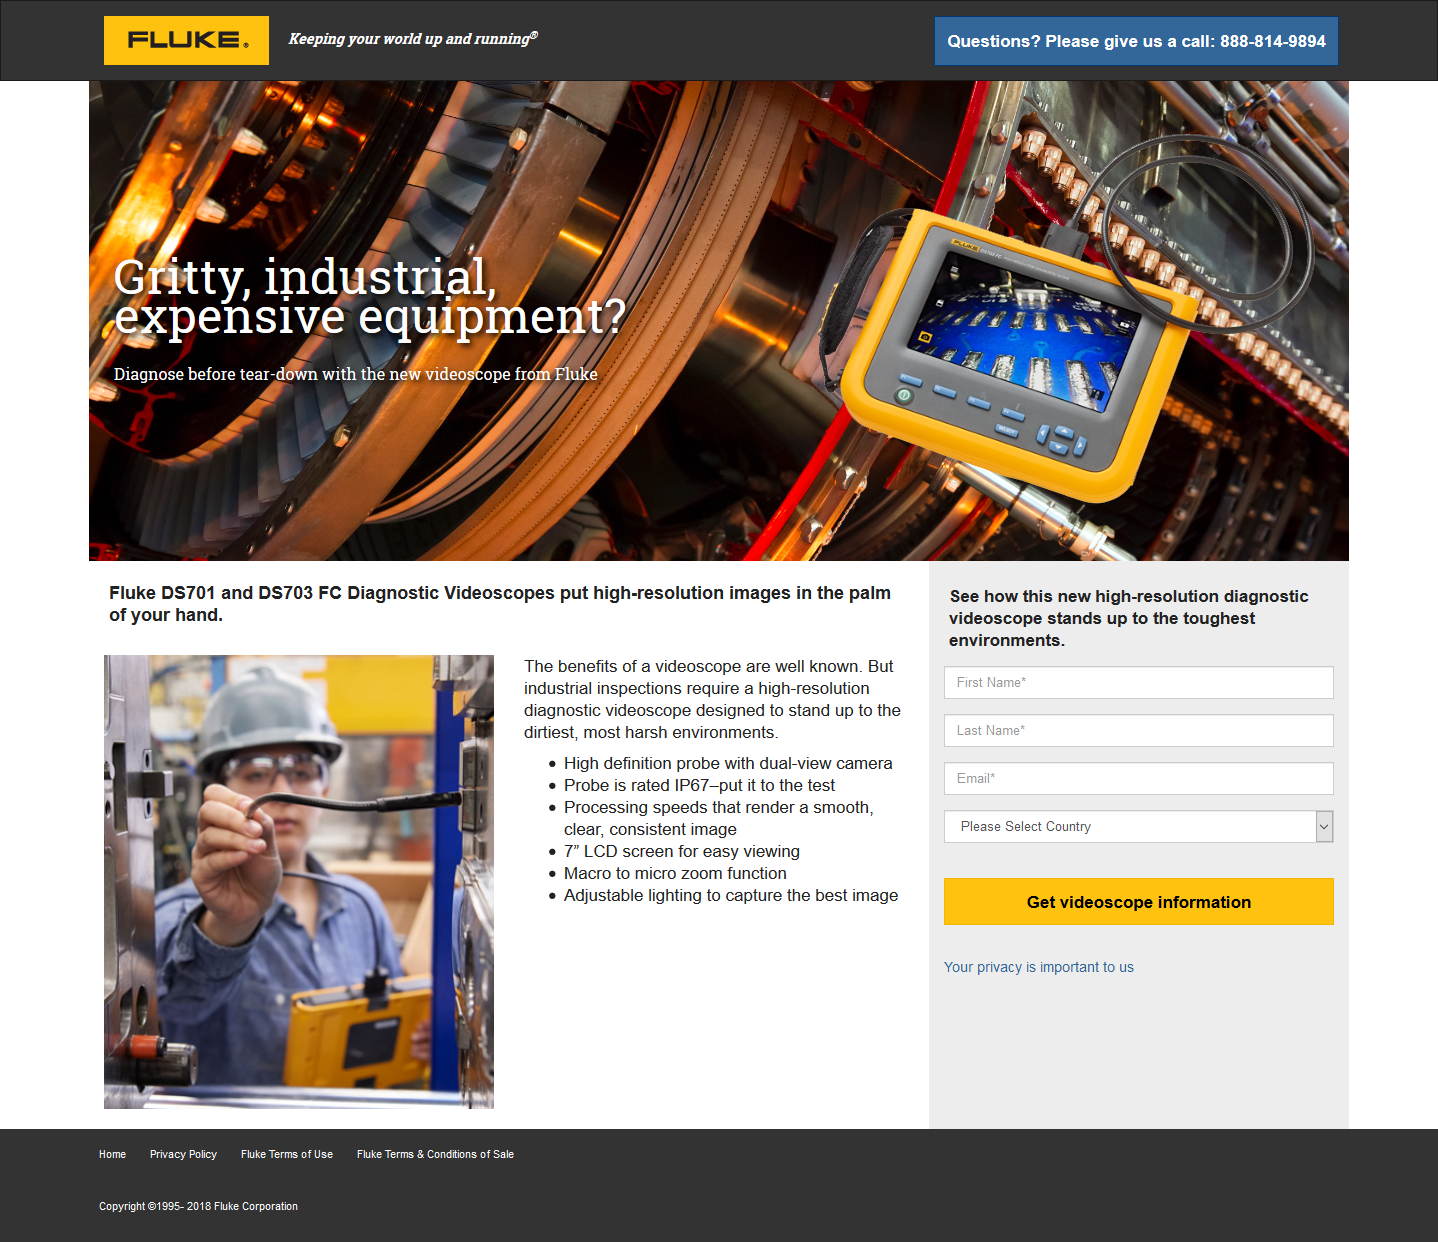 FLUKE®
Keeping your world up and running®
Questions? Please give us a call: 888-814-9894
FLUKE
Gritty, industrial,
expensive equipment?
Diagnose before tear-down with the new videoscope from Fluke
SELECT
Fluke DS701 and DS703 FC Diagnostic Videoscopes put high-resolution images in the palm
of your hand.
The benefits of a videoscope are well known. But
industrial inspections require a high-resolution
diagnostic videoscope designed to stand up to the
dirtiest, most harsh environments.
• High definition probe with dual-view camera
• Probe is rated IP67–put it to the test
• Processing speeds that render a smooth,
clear, consistent image
• 7” LCD screen for easy viewing
• Macro to micro zoom function
• Adjustable lighting to capture the best image
See how this new high-resolution diagnostic
videoscope stands up to the toughest
environments.
First Name*
Last Name*
Email*
Please Select Country
Get videoscope information
Your privacy is important to us
Home Privacy Policy Fluke Terms of Use Fluke Terms & Conditions of Sale
Copyright ©1995- 2018 Fluke Corporation